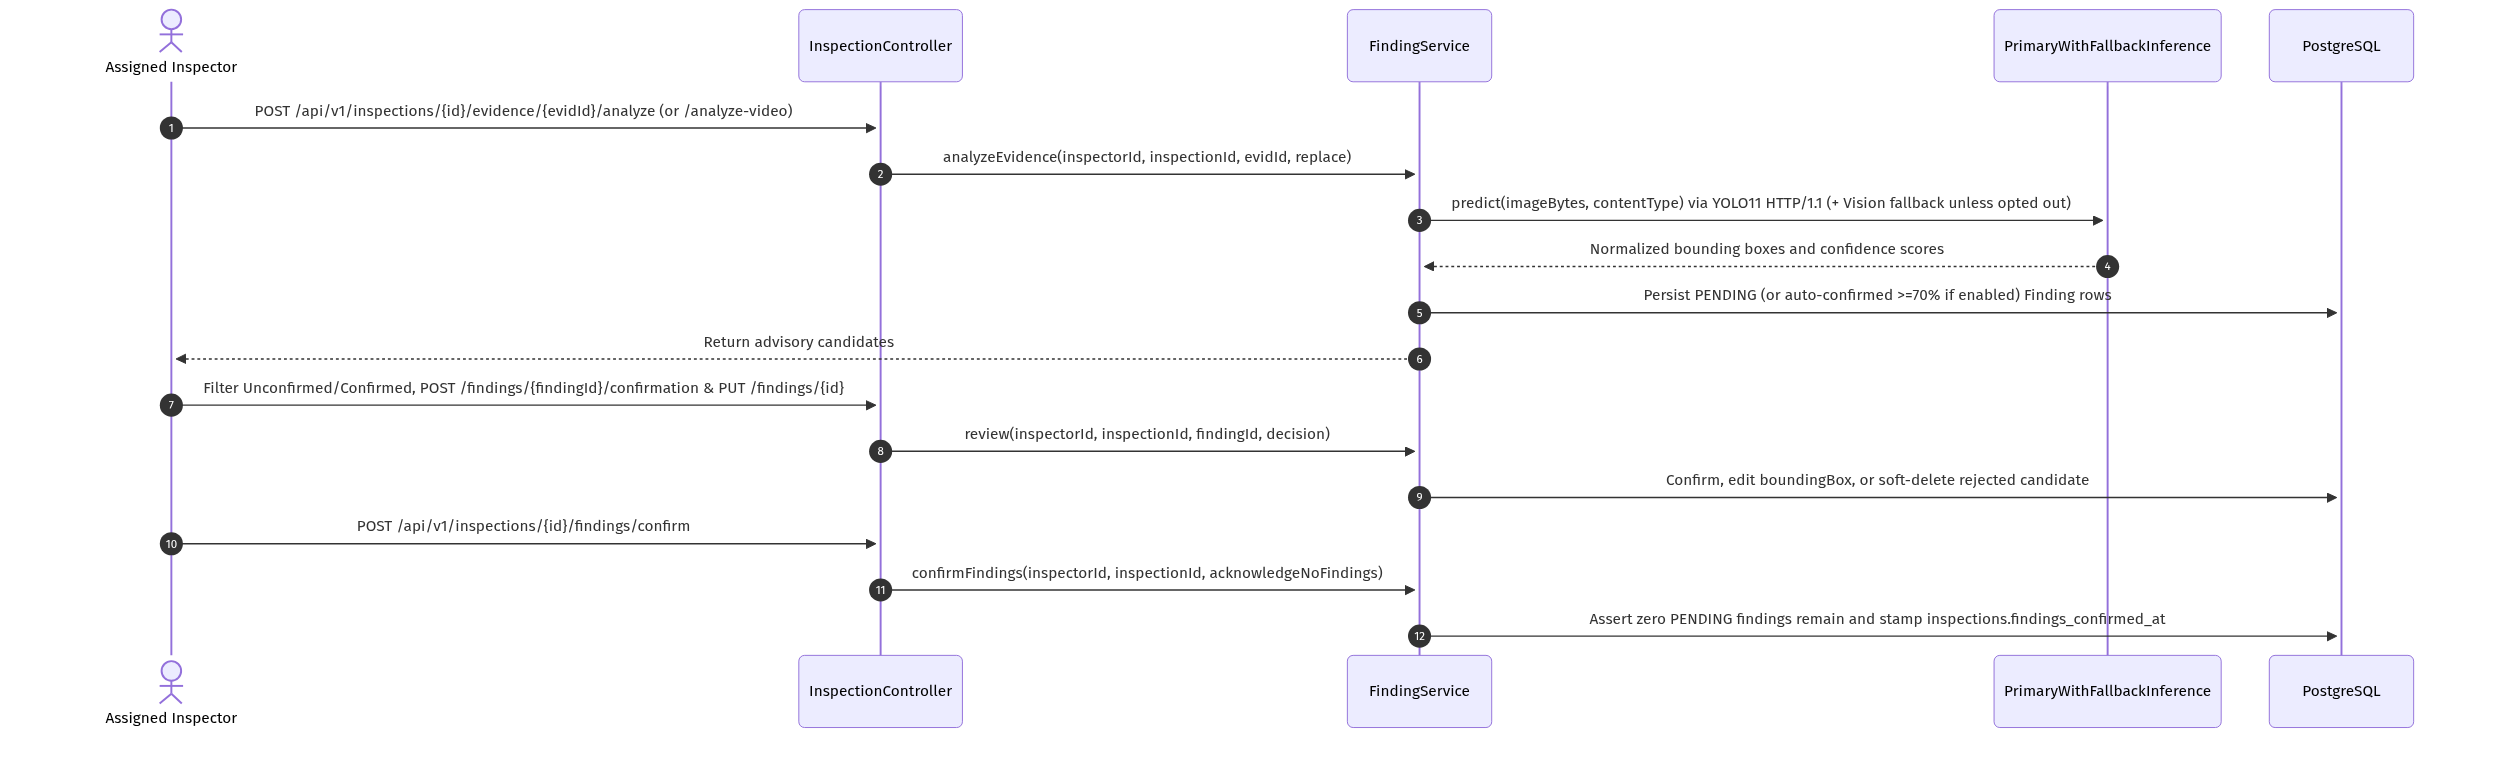 Assigned Inspector
InspectionController
FindingService
PrimaryWithFallbackInference
PostgreSQL
POST /api/v1/inspections/{id}/evidence/{evidId}/analyze (or /analyze-video)
1
analyzeEvidence(inspectorId, inspectionId, evidId, replace)
2
predict(imageBytes, contentType) via YOLO11 HTTP/1.1 (+ Vision fallback unless opted out)
3
Normalized bounding boxes and confidence scores
4
Persist PENDING (or auto-confirmed >=70% if enabled) Finding rows
5
Return advisory candidates
6
Filter Unconfirmed/Confirmed, POST /findings/{findingId}/confirmation & PUT /findings/{id}
7
review(inspectorId, inspectionId, findingId, decision)
8
Confirm, edit boundingBox, or soft-delete rejected candidate
9
POST /api/v1/inspections/{id}/findings/confirm
10
confirmFindings(inspectorId, inspectionId, acknowledgeNoFindings)
11
Assert zero PENDING findings remain and stamp inspections.findings_confirmed_at
12
Assigned Inspector
InspectionController
FindingService
PrimaryWithFallbackInference
PostgreSQL